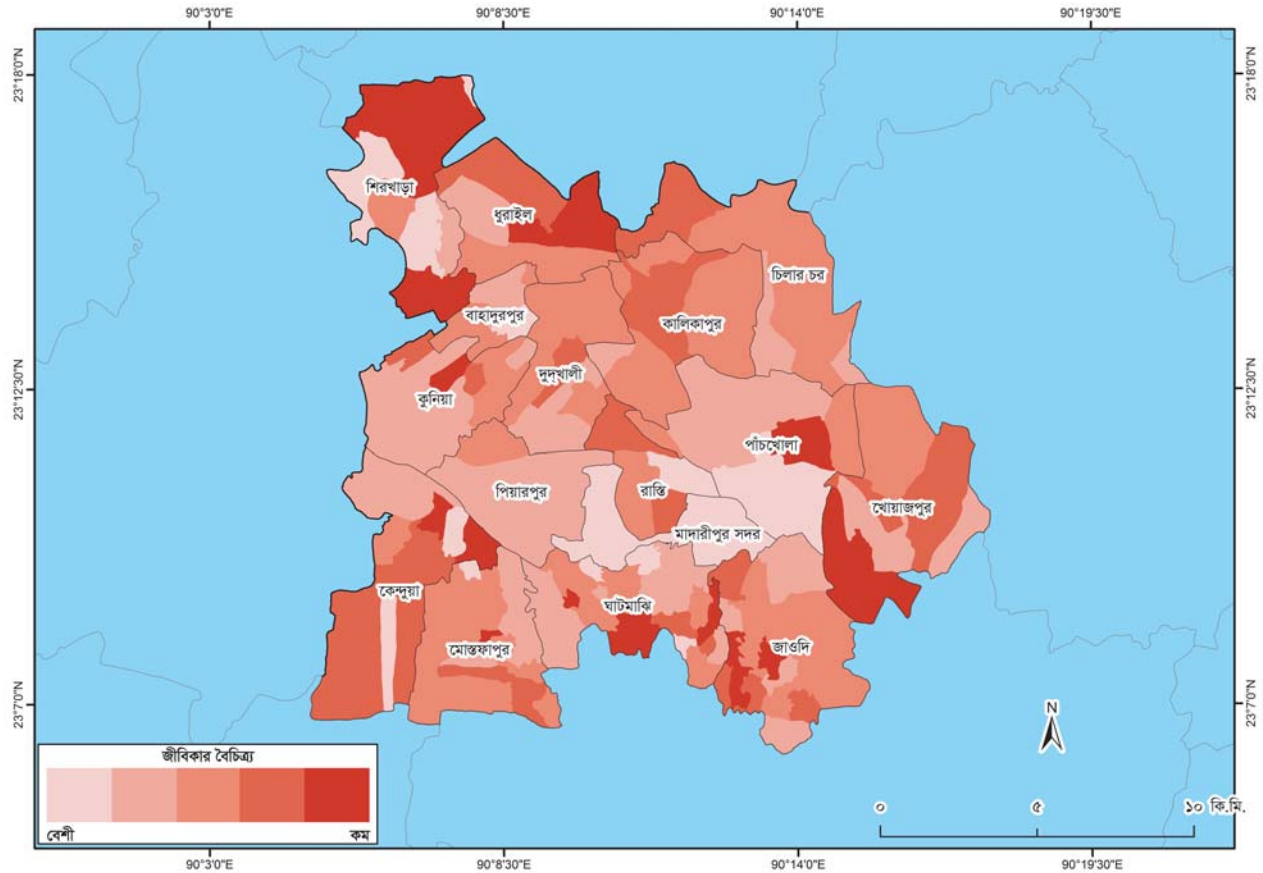 90°3'0"E
90°8'30"E
90°14'0"E
90°19'30"E
23°18'0"N
23°18'0"N
শিরখাড়া
ধুরাইল
চিলার চর
বাহাদুরপুর
কালিকাপুর
দুদ্খালী
23°12'30"N
23°12'30"N
কুনিয়া
পাঁচখোলা
পিয়ারপুর
রাস্তি
খোয়াজপুর
মাদারীপুর সদর
কেন্দুয়া
ঘাটমাঝি
মোস্তফাপুর
জাওদি
23°7'0"N
23°7'0"N
N
জীবিকার বৈচিত্র্য
বেশী
কম
০
৫
১০ কি.মি.
90°3'0"E
90°8'30"E
90°14'0"E
90°19'30"E